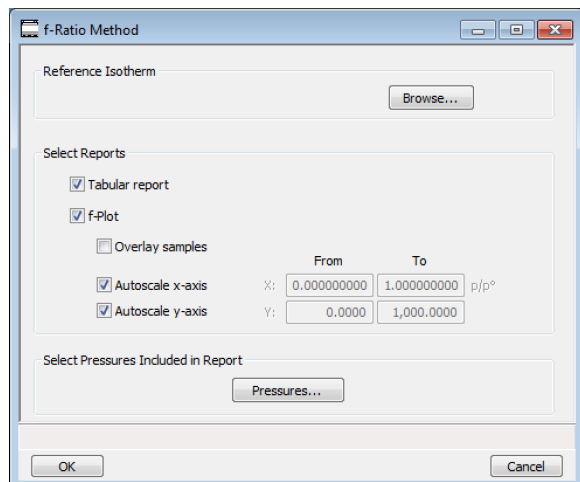 f-Ratio Method
Reference Isotherm
Browse...
Select Reports
Tabular report
f-Plot
Overlay samples
From To
Autoscale x-axis X: 0.000000000 1.000000000 p/p°
Autoscale y-axis Y: 0.0000 1,000.0000
Select Pressures Included in Report
Pressures...
OK Cancel